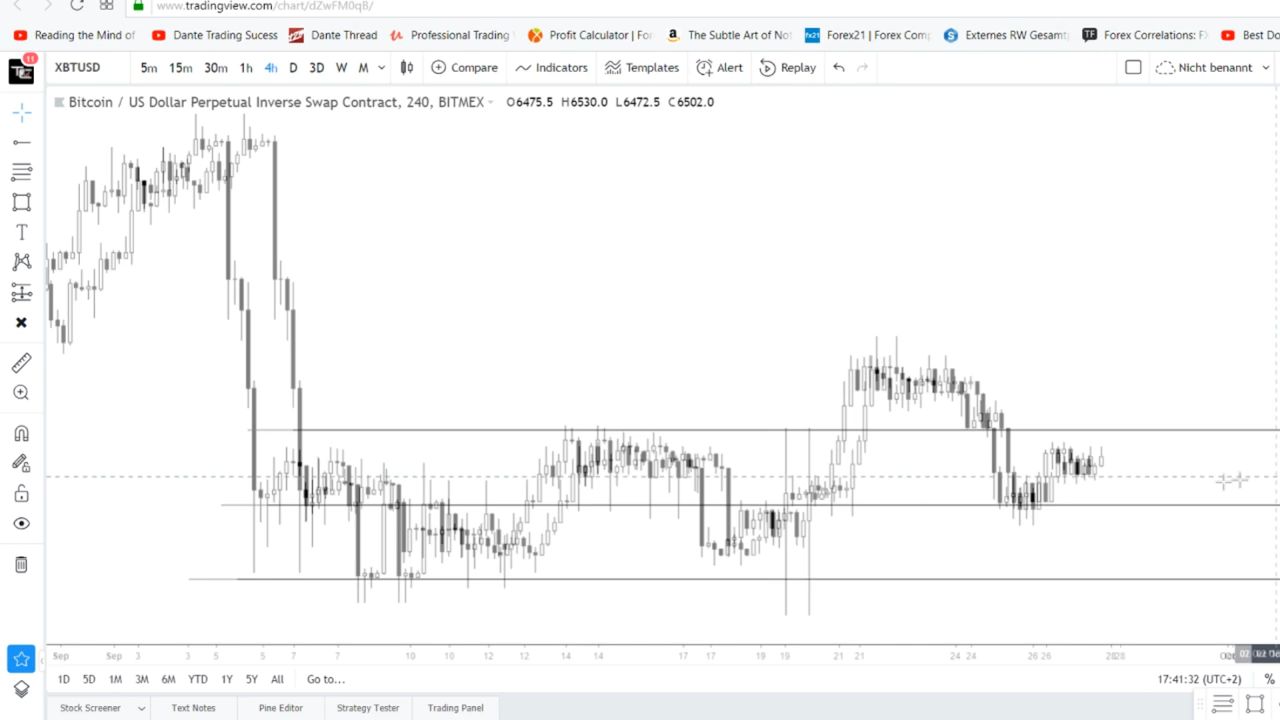 www.tradingview.com/chart/dZwFM0qB/
Reading the Mind of Dante Trading Sucess Dante Thread Professional Trading Profit Calculator | For The Subtle Art of Not Forex21 | Forex Comp Externes RW Gesamt Forex Correlations: FX Best Do
11 XBTUSD 5m 15m 30m 1h 4h D 3D W M Compare Indicators Templates Alert Replay Nicht benannt
Bitcoin / US Dollar Perpetual Inverse Swap Contract, 240, BITMEX O6475.5 H6530.0 L6472.5 C6502.0
T
Sep Sep 3 3 5 5 7 7 10 10 12 12 14 14 17 17 19 19 21 21 24 24 26 26 28 28
1D 5D 1M 3M 6M YTD 1Y 5Y All Go to... 17:41:32 (UTC+2) %
Stock Screener Text Notes Pine Editor Strategy Tester Trading Panel